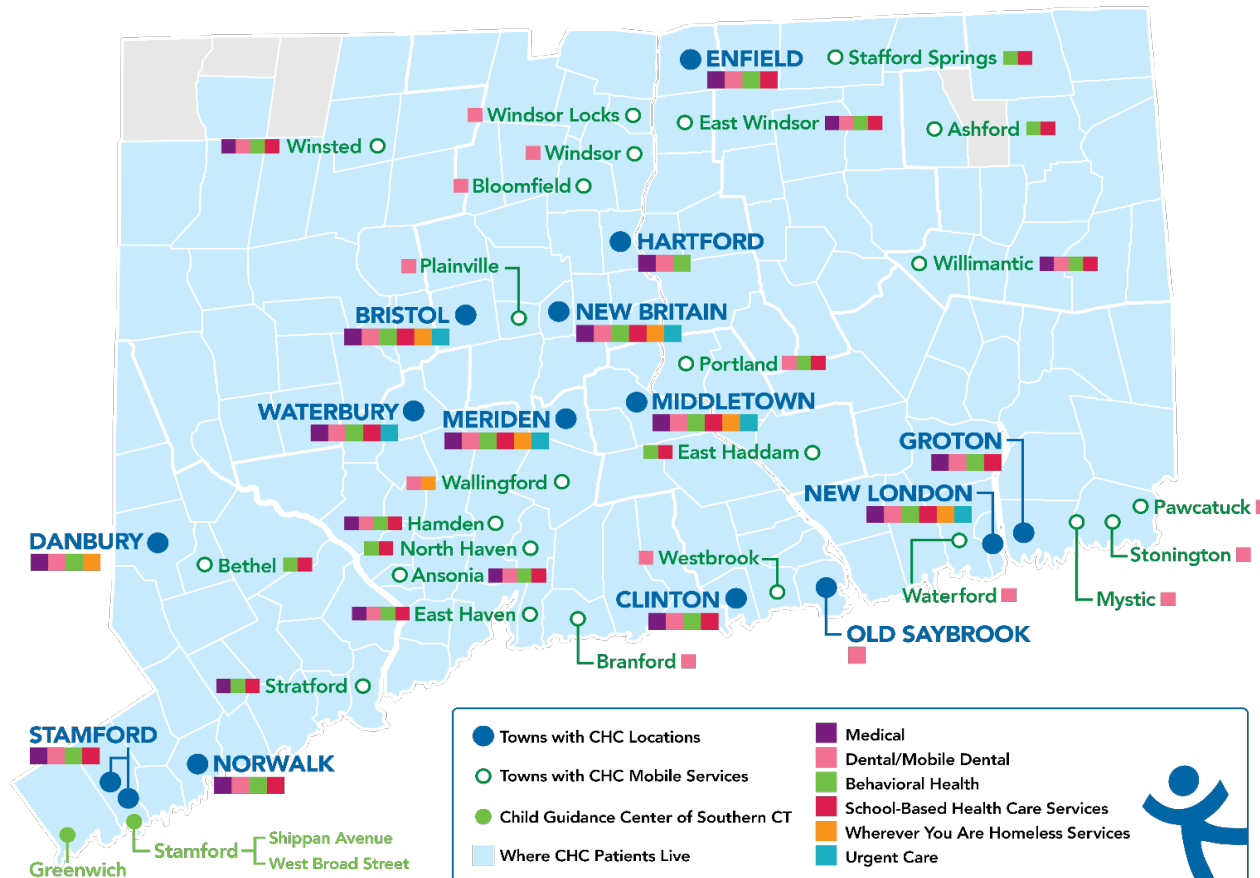 ENFIELD
Stafford Springs
Windsor Locks
East Windsor
Ashford
Winsted
Windsor
Bloomfield
HARTFORD
Plainville
Willimantic
BRISTOL
NEW BRITAIN
Portland
WATERBURY
MERIDEN
MIDDLETOWN
East Haddam
GROTON
Wallingford
NEW LONDON
Pawcatuck
Hamden
DANBURY
North Haven
Westbrook
Stonington
Bethel
Ansonia
Waterford
Mystic
East Haven
CLINTON
OLD SAYBROOK
Branford
Stratford
STAMFORD
NORWALK
Greenwich
Stamford
Shippan Avenue
West Broad Street
Towns with CHC Locations
Towns with CHC Mobile Services
Child Guidance Center of Southern CT
Where CHC Patients Live
Medical
Dental/Mobile Dental
Behavioral Health
School-Based Health Care Services
Wherever You Are Homeless Services
Urgent Care